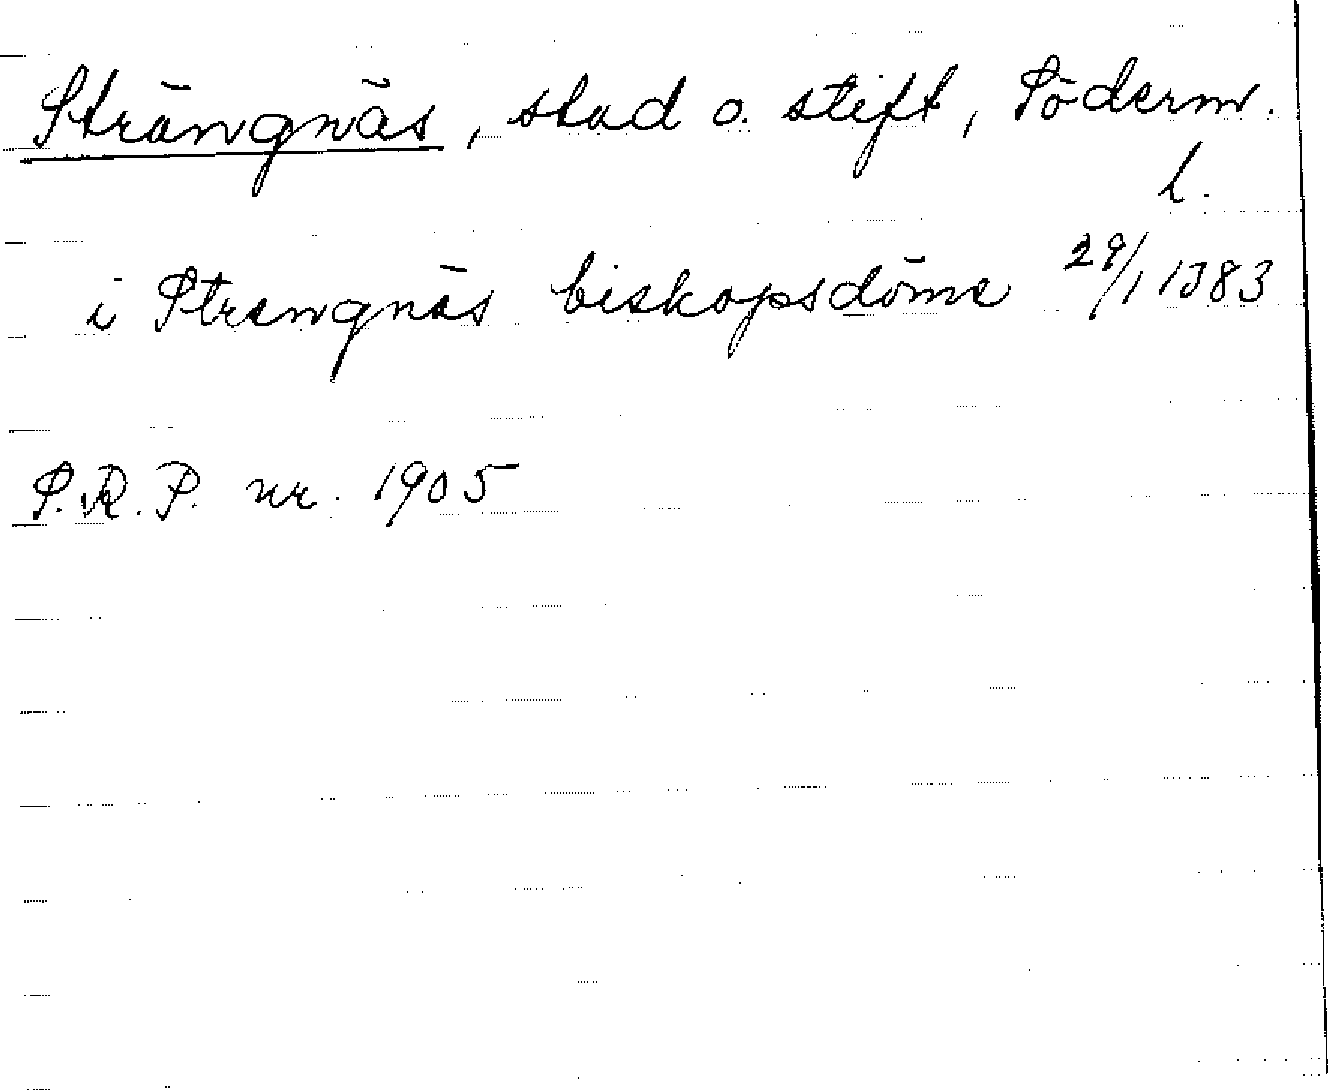 Strängnäs, stad o. stift, Söderm.
l.
i Strengnäs biskopsdöme 29/1 1383
S.R.P. nr. 1905